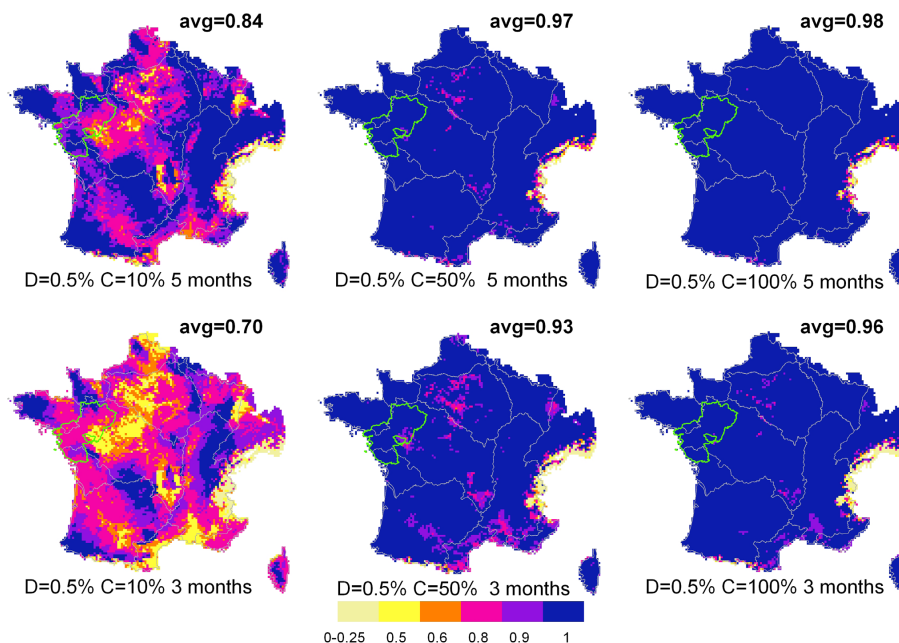 avg=0.84
avg=0.97
avg=0.98
D=0.5% C=10% 5 months
D=0.5% C=50% 5 months
D=0.5% C=100% 5 months
avg=0.70
avg=0.93
avg=0.96
D=0.5% C=10% 3 months
D=0.5% C=50% 3 months
D=0.5% C=100% 3 months
0-0.25 0.5 0.6 0.8 0.9 1